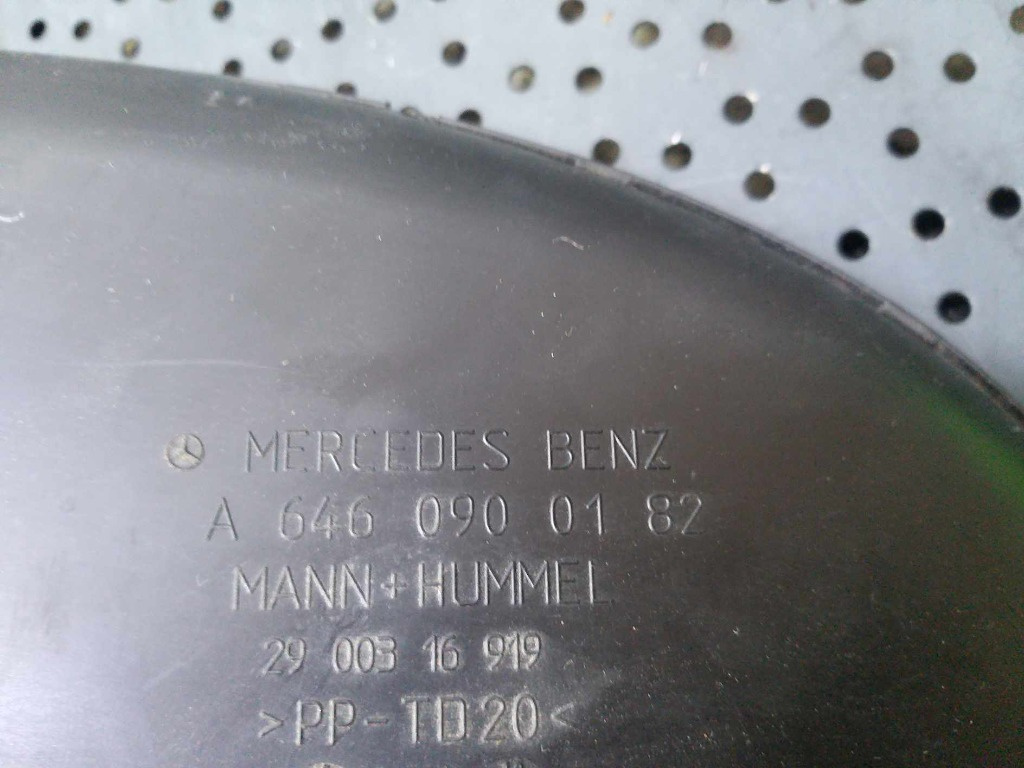 MERCEDES BENZ
A 646 090 01 82
MANN+HUMMEL
29 003 16 919
>PP-TD20<